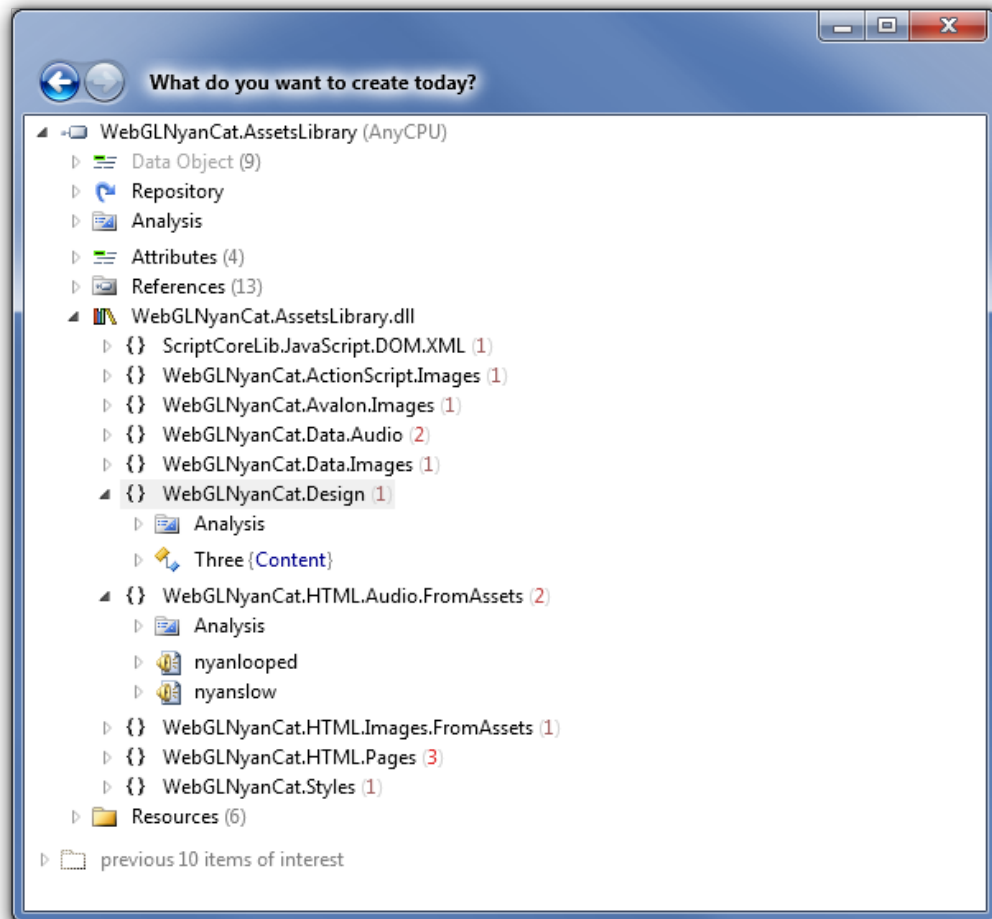 What do you want to create today?
WebGLNyanCat.AssetsLibrary (AnyCPU)
Data Object (9)
Repository
Analysis
Attributes (4)
References (13)
WebGLNyanCat.AssetsLibrary.dll
{} ScriptCoreLib.JavaScript.DOM.XML (1)
{} WebGLNyanCat.ActionScript.Images (1)
{} WebGLNyanCat.Avalon.Images (1)
{} WebGLNyanCat.Data.Audio (2)
{} WebGLNyanCat.Data.Images (1)
{} WebGLNyanCat.Design (1)
Analysis
Three {Content}
{} WebGLNyanCat.HTML.Audio.FromAssets (2)
Analysis
nyanlooped
nyanslow
{} WebGLNyanCat.HTML.Images.FromAssets (1)
{} WebGLNyanCat.HTML.Pages (3)
{} WebGLNyanCat.Styles (1)
Resources (6)
previous 10 items of interest